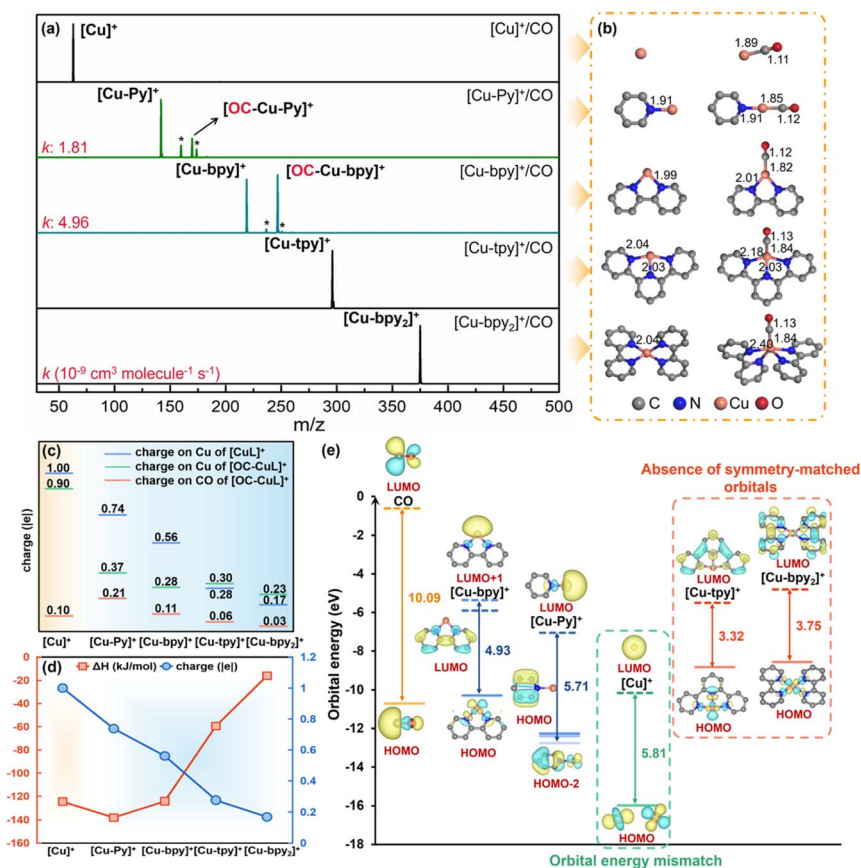 (a)
[Cu]⁺
[Cu]⁺/CO
[Cu-Py]⁺
[OC-Cu-Py]⁺
[Cu-Py]⁺/CO
* *
k: 1.81
[Cu-bpy]⁺
[OC-Cu-bpy]⁺
[Cu-bpy]⁺/CO
* *
k: 4.96
[Cu-tpy]⁺
[Cu-tpy]⁺/CO
[Cu-bpy₂]⁺
[Cu-bpy₂]⁺/CO
k (10⁻⁹ cm³ molecule⁻¹ s⁻¹)
50 100 150 200 250 300 350 400 450 500
m/z
(b)
1.89
1.11
1.91
1.85
1.91
1.12
1.99
1.12
1.82
2.01
2.04
2.03
1.13
2.18
1.84
2.03
2.04
1.13
1.84
2.40
C N Cu O
(c)
charge on Cu of [CuL]⁺
charge on Cu of [OC-CuL]⁺
charge on CO of [OC-CuL]⁺
charge (|e|)
1.00
0.90
0.10
0.74
0.37
0.21
0.56
0.28
0.11
0.30
0.28
0.06
0.23
0.17
0.03
[Cu]⁺ [Cu-Py]⁺ [Cu-bpy]⁺ [Cu-tpy]⁺ [Cu-bpy₂]⁺
(d)
ΔH (kJ/mol)
charge (|e|)
0
-20
-40
-60
-80
-100
-120
-140
-160
1.2
1
0.8
0.6
0.4
0.2
0
[Cu]⁺ [Cu-Py]⁺ [Cu-bpy]⁺ [Cu-tpy]⁺ [Cu-bpy₂]⁺
(e)
Orbital energy (eV)
0
-2
-4
-6
-8
-10
-12
-14
-16
-18
LUMO
CO
10.09
HOMO
LUMO+1
[Cu-bpy]⁺
LUMO
4.93
HOMO
LUMO
[Cu-Py]⁺
5.71
HOMO
HOMO-2
LUMO
[Cu]⁺
5.81
HOMO
Orbital energy mismatch
Absence of symmetry-matched
orbitals
LUMO
[Cu-tpy]⁺
3.32
HOMO
LUMO
[Cu-bpy₂]⁺
3.75
HOMO